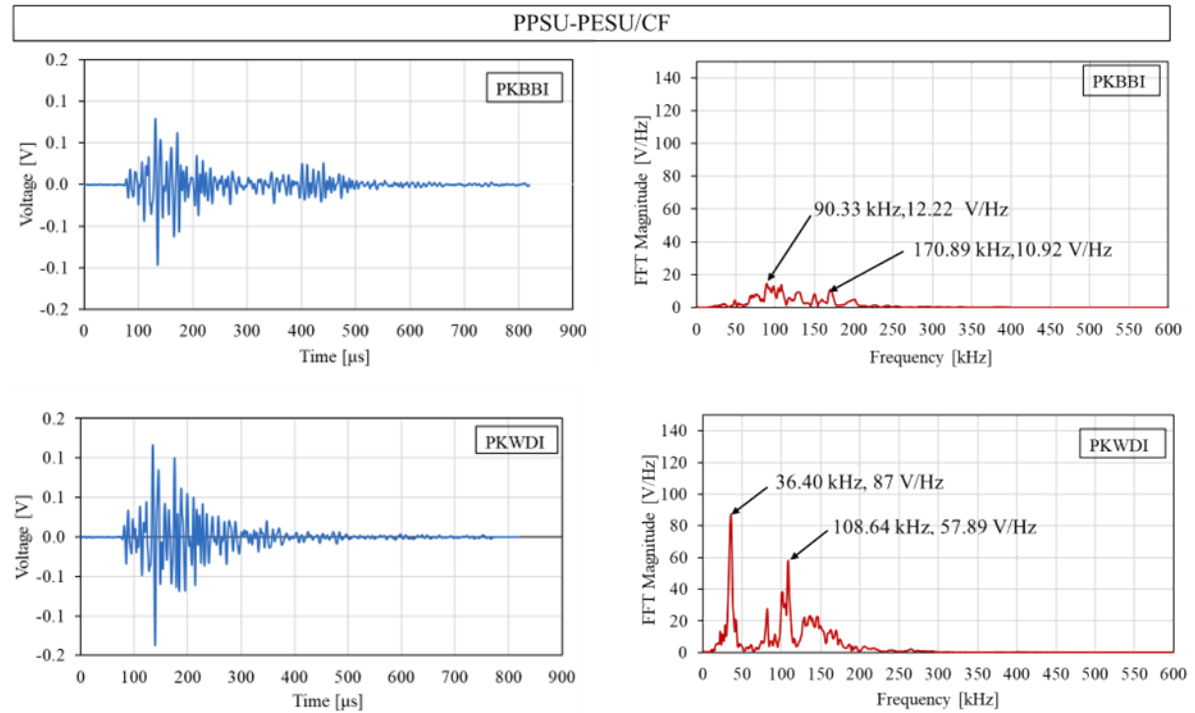 PPSU-PESU/CF
0.2
0.1
0.1
0.0
-0.1
-0.1
-0.2
Voltage [V]
PKBBI
0 100 200 300 400 500 600 700 800 900
Time [µs]
140
120
100
80
60
40
20
0
FFT Magnitude [V/Hz]
PKBBI
90.33 kHz,12.22 V/Hz
170.89 kHz,10.92 V/Hz
0 50 100 150 200 250 300 350 400 450 500 550 600
Frequency [kHz]
0.2
0.1
0.1
0.0
-0.1
-0.1
-0.2
Voltage [V]
PKWDI
0 100 200 300 400 500 600 700 800 900
Time [µs]
140
120
100
80
60
40
20
0
FFT Magnitude [V/Hz]
PKWDI
36.40 kHz, 87 V/Hz
108.64 kHz, 57.89 V/Hz
0 50 100 150 200 250 300 350 400 450 500 550 600
Frequency [kHz]